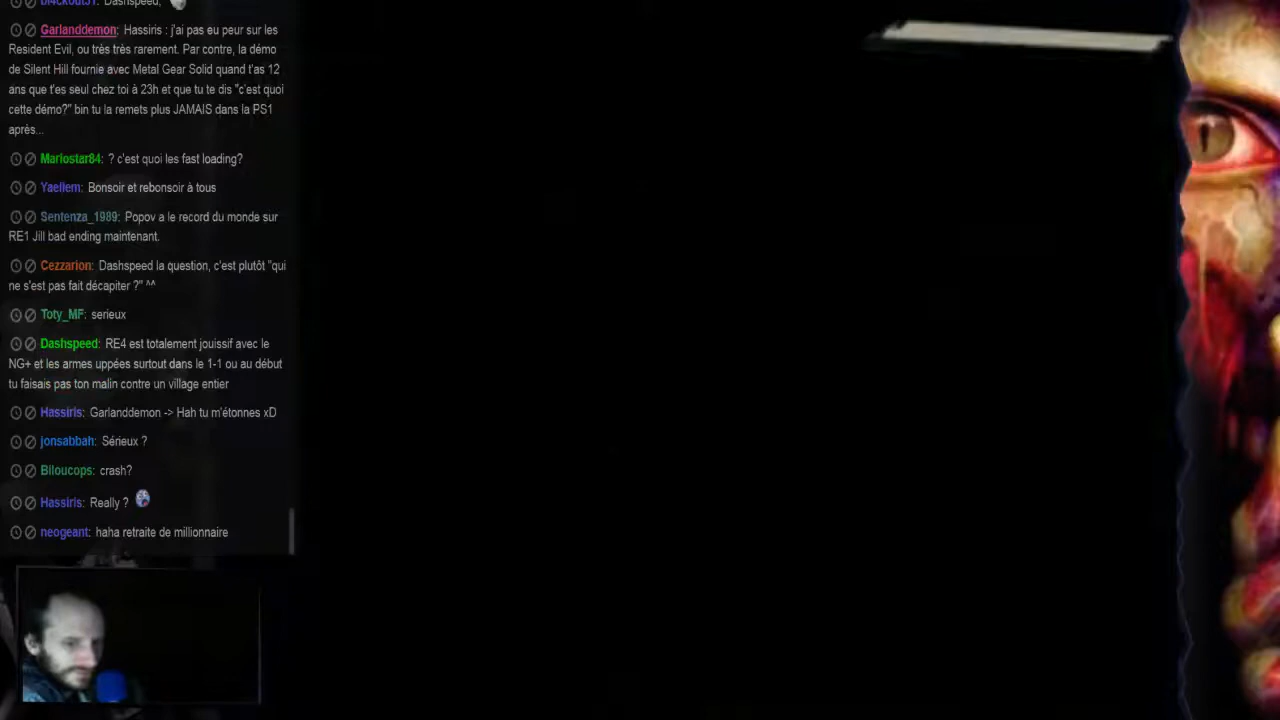 bl4ckout31: Dashspeed,
Garlanddemon: Hassiris : j'ai pas eu peur sur les
Resident Evil, ou très très rarement. Par contre, la démo
de Silent Hill fournie avec Metal Gear Solid quand t'as 12
ans que t'es seul chez toi à 23h et que tu te dis "c'est quoi
cette démo?" bin tu la remets plus JAMAIS dans la PS1
après...
Mariostar84: ? c'est quoi les fast loading?
Yaellem: Bonsoir et rebonsoir à tous
Sentenza_1989: Popov a le record du monde sur
RE1 Jill bad ending maintenant.
Cezzarion: Dashspeed la question, c'est plutôt "qui
ne s'est pas fait décapiter ?" ^^
Toty_MF: serieux
Dashspeed: RE4 est totalement jouissif avec le
NG+ et les armes uppées surtout dans le 1-1 ou au début
tu faisais pas ton malin contre un village entier
Hassiris: Garlanddemon -> Hah tu m'étonnes xD
jonsabbah: Sérieux ?
Biloucops: crash?
Hassiris: Really ?
neogeant: haha retraite de millionnaire